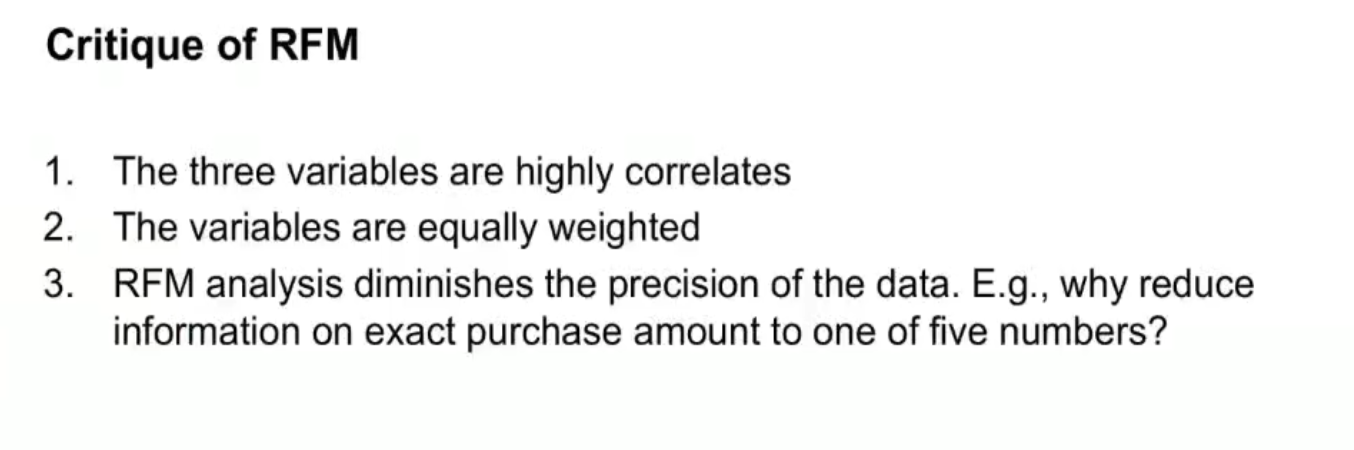 Critique of RFM
1. The three variables are highly correlates
2. The variables are equally weighted
3. RFM analysis diminishes the precision of the data. E.g., why reduce
information on exact purchase amount to one of five numbers?